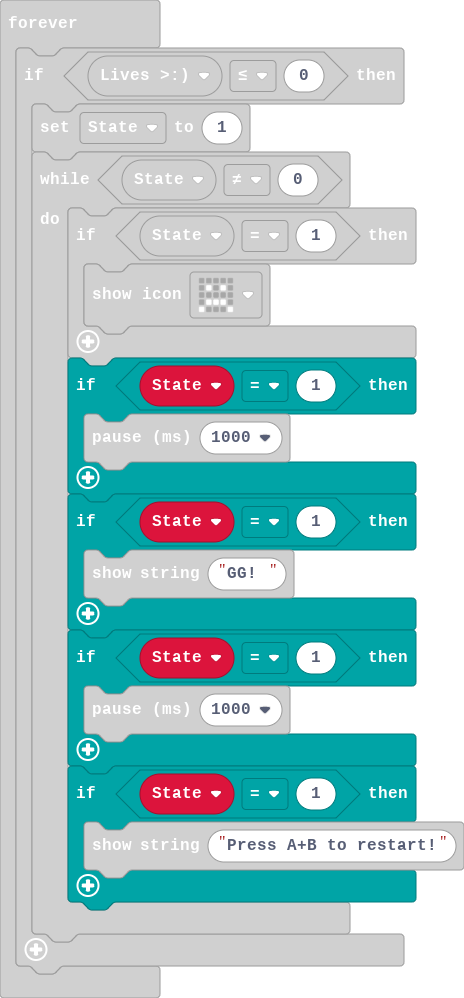 forever
if Lives >:) ≤ 0 then
set State to 1
while State ≠ 0
do
if State = 1 then
show icon
if State = 1 then
pause (ms) 1000
if State = 1 then
show string "GG! "
if State = 1 then
pause (ms) 1000
if State = 1 then
show string "Press A+B to restart!"